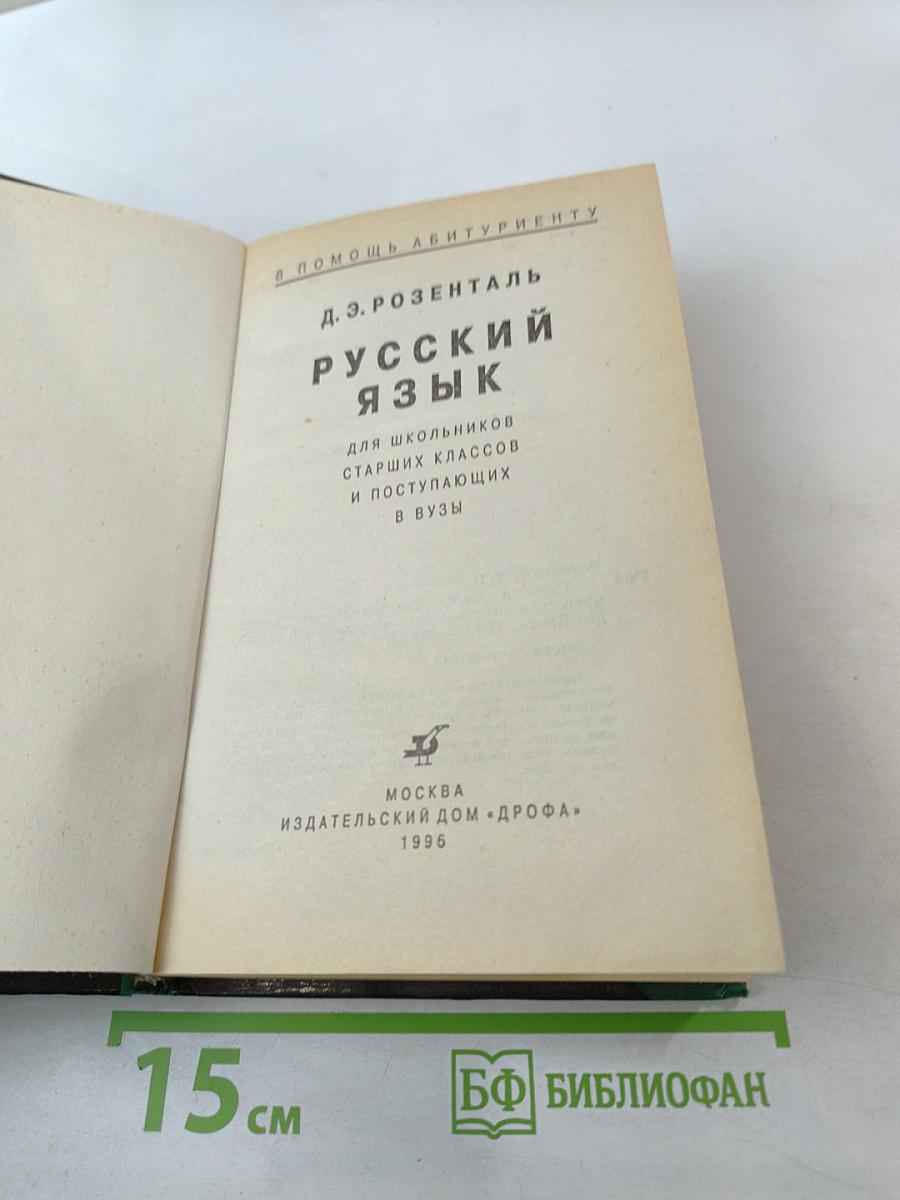 В ПОМОЩЬ АБИТУРИЕНТУ
Д. Э. РОЗЕНТАЛЬ
РУССКИЙ
ЯЗЫК
ДЛЯ ШКОЛЬНИКОВ
СТАРШИХ КЛАССОВ
И ПОСТУПАЮЩИХ
В ВУЗЫ
МОСКВА
ИЗДАТЕЛЬСКИЙ ДОМ «ДРОФА»
1996
15 СМ
БФ БИБЛИОФАН